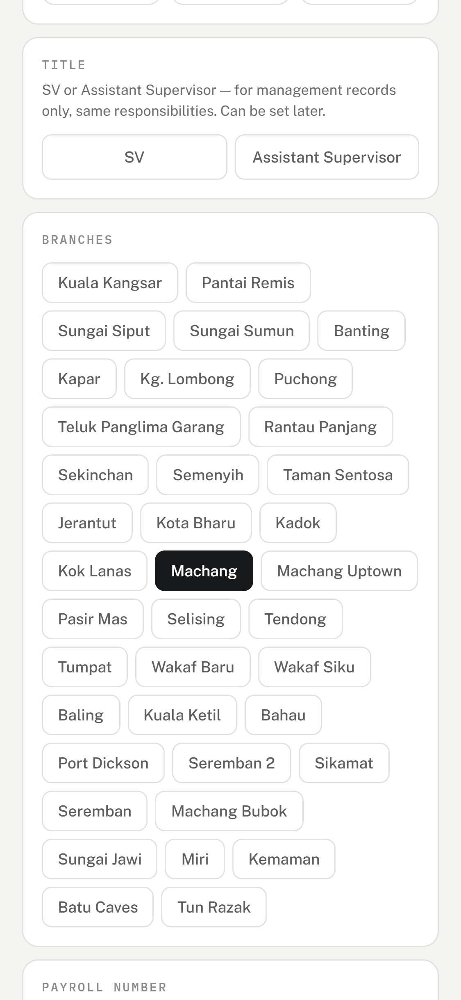 TITLE
SV or Assistant Supervisor — for management records
only, same responsibilities. Can be set later.
SV Assistant Supervisor
BRANCHES
Kuala Kangsar Pantai Remis
Sungai Siput Sungai Sumun Banting
Kapar Kg. Lombong Puchong
Teluk Panglima Garang Rantau Panjang
Sekinchan Semenyih Taman Sentosa
Jerantut Kota Bharu Kadok
Kok Lanas Machang Machang Uptown
Pasir Mas Selising Tendong
Tumpat Wakaf Baru Wakaf Siku
Baling Kuala Ketil Bahau
Port Dickson Seremban 2 Sikamat
Seremban Machang Bubok
Sungai Jawi Miri Kemaman
Batu Caves Tun Razak
PAYROLL NUMBER